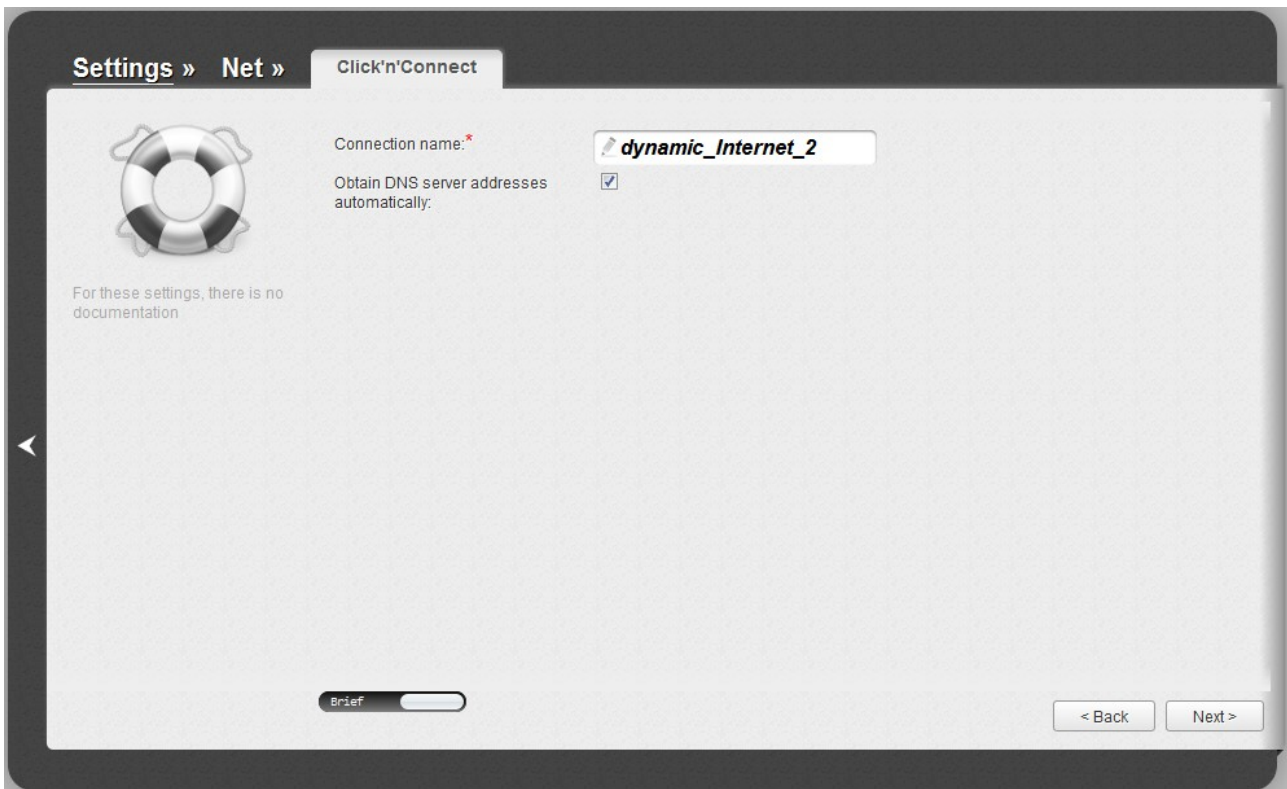 Settings » Net » Click'n'Connect
Connection name:*
dynamic_Internet_2
Obtain DNS server addresses
automatically:
For these settings, there is no
documentation
Brief
< Back
Next >